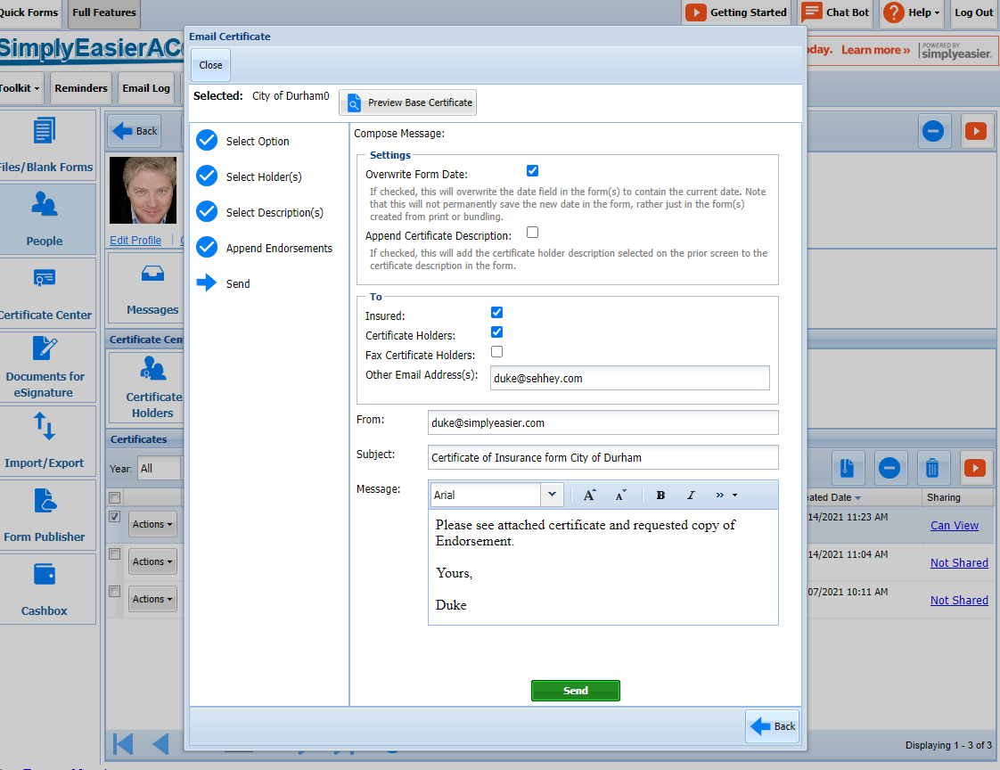 Quick Forms
Full Features
Getting Started
Chat Bot
Help
Log Out
SimplyEasierACO
day. Learn more »
POWERED BY
simplyeasier.
Toolkit
Reminders
Email Log
Files/Blank Forms
People
Certificate Center
Documents for
eSignature
Import/Export
Form Publisher
Cashbox
Back
Edit Profile
Messages
Certificate Cen
Certificate
Holders
Certificates
Year: All
Actions
Actions
Actions
Email Certificate
Close
Selected: City of Durham0
Preview Base Certificate
Select Option
Select Holder(s)
Select Description(s)
Append Endorsements
Send
Compose Message:
Settings
Overwrite Form Date:
If checked, this will overwrite the date field in the form(s) to contain the current date. Note
that this will not permanently save the new date in the form, rather just in the form(s)
created from print or bundling.
Append Certificate Description:
If checked, this will add the certificate holder description selected on the prior screen to the
certificate description in the form.
To
Insured:
Certificate Holders:
Fax Certificate Holders:
Other Email Address(s): duke@sehhey.com
From: duke@simplyeasier.com
Subject: Certificate of Insurance form City of Durham
Message:
Arial A A B I »
Please see attached certificate and requested copy of
Endorsement.
Yours,
Duke
Send
Back
ated Date Sharing
14/2021 11:23 AM Can View
14/2021 11:04 AM Not Shared
07/2021 10:11 AM Not Shared
Displaying 1 - 3 of 3